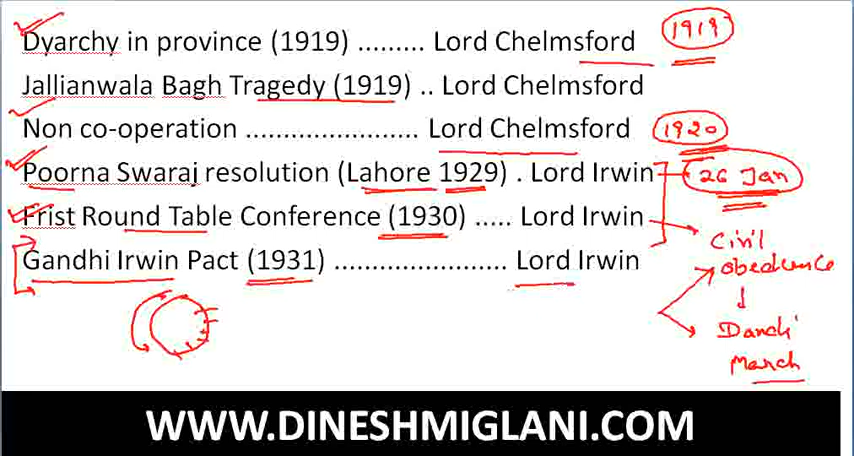 Dyarchy in province (1919) ......... Lord Chelmsford 1919
Jallianwala Bagh Tragedy (1919) .. Lord Chelmsford
Non co-operation ....................... Lord Chelmsford 1920
Poorna Swaraj resolution (Lahore 1929) . Lord Irwin 26 Jan
Frist Round Table Conference (1930) ..... Lord Irwin
Civil
Gandhi Irwin Pact (1931) ........................ Lord Irwin
obedience
Dandi
March
WWW.DINESHMIGLANI.COM